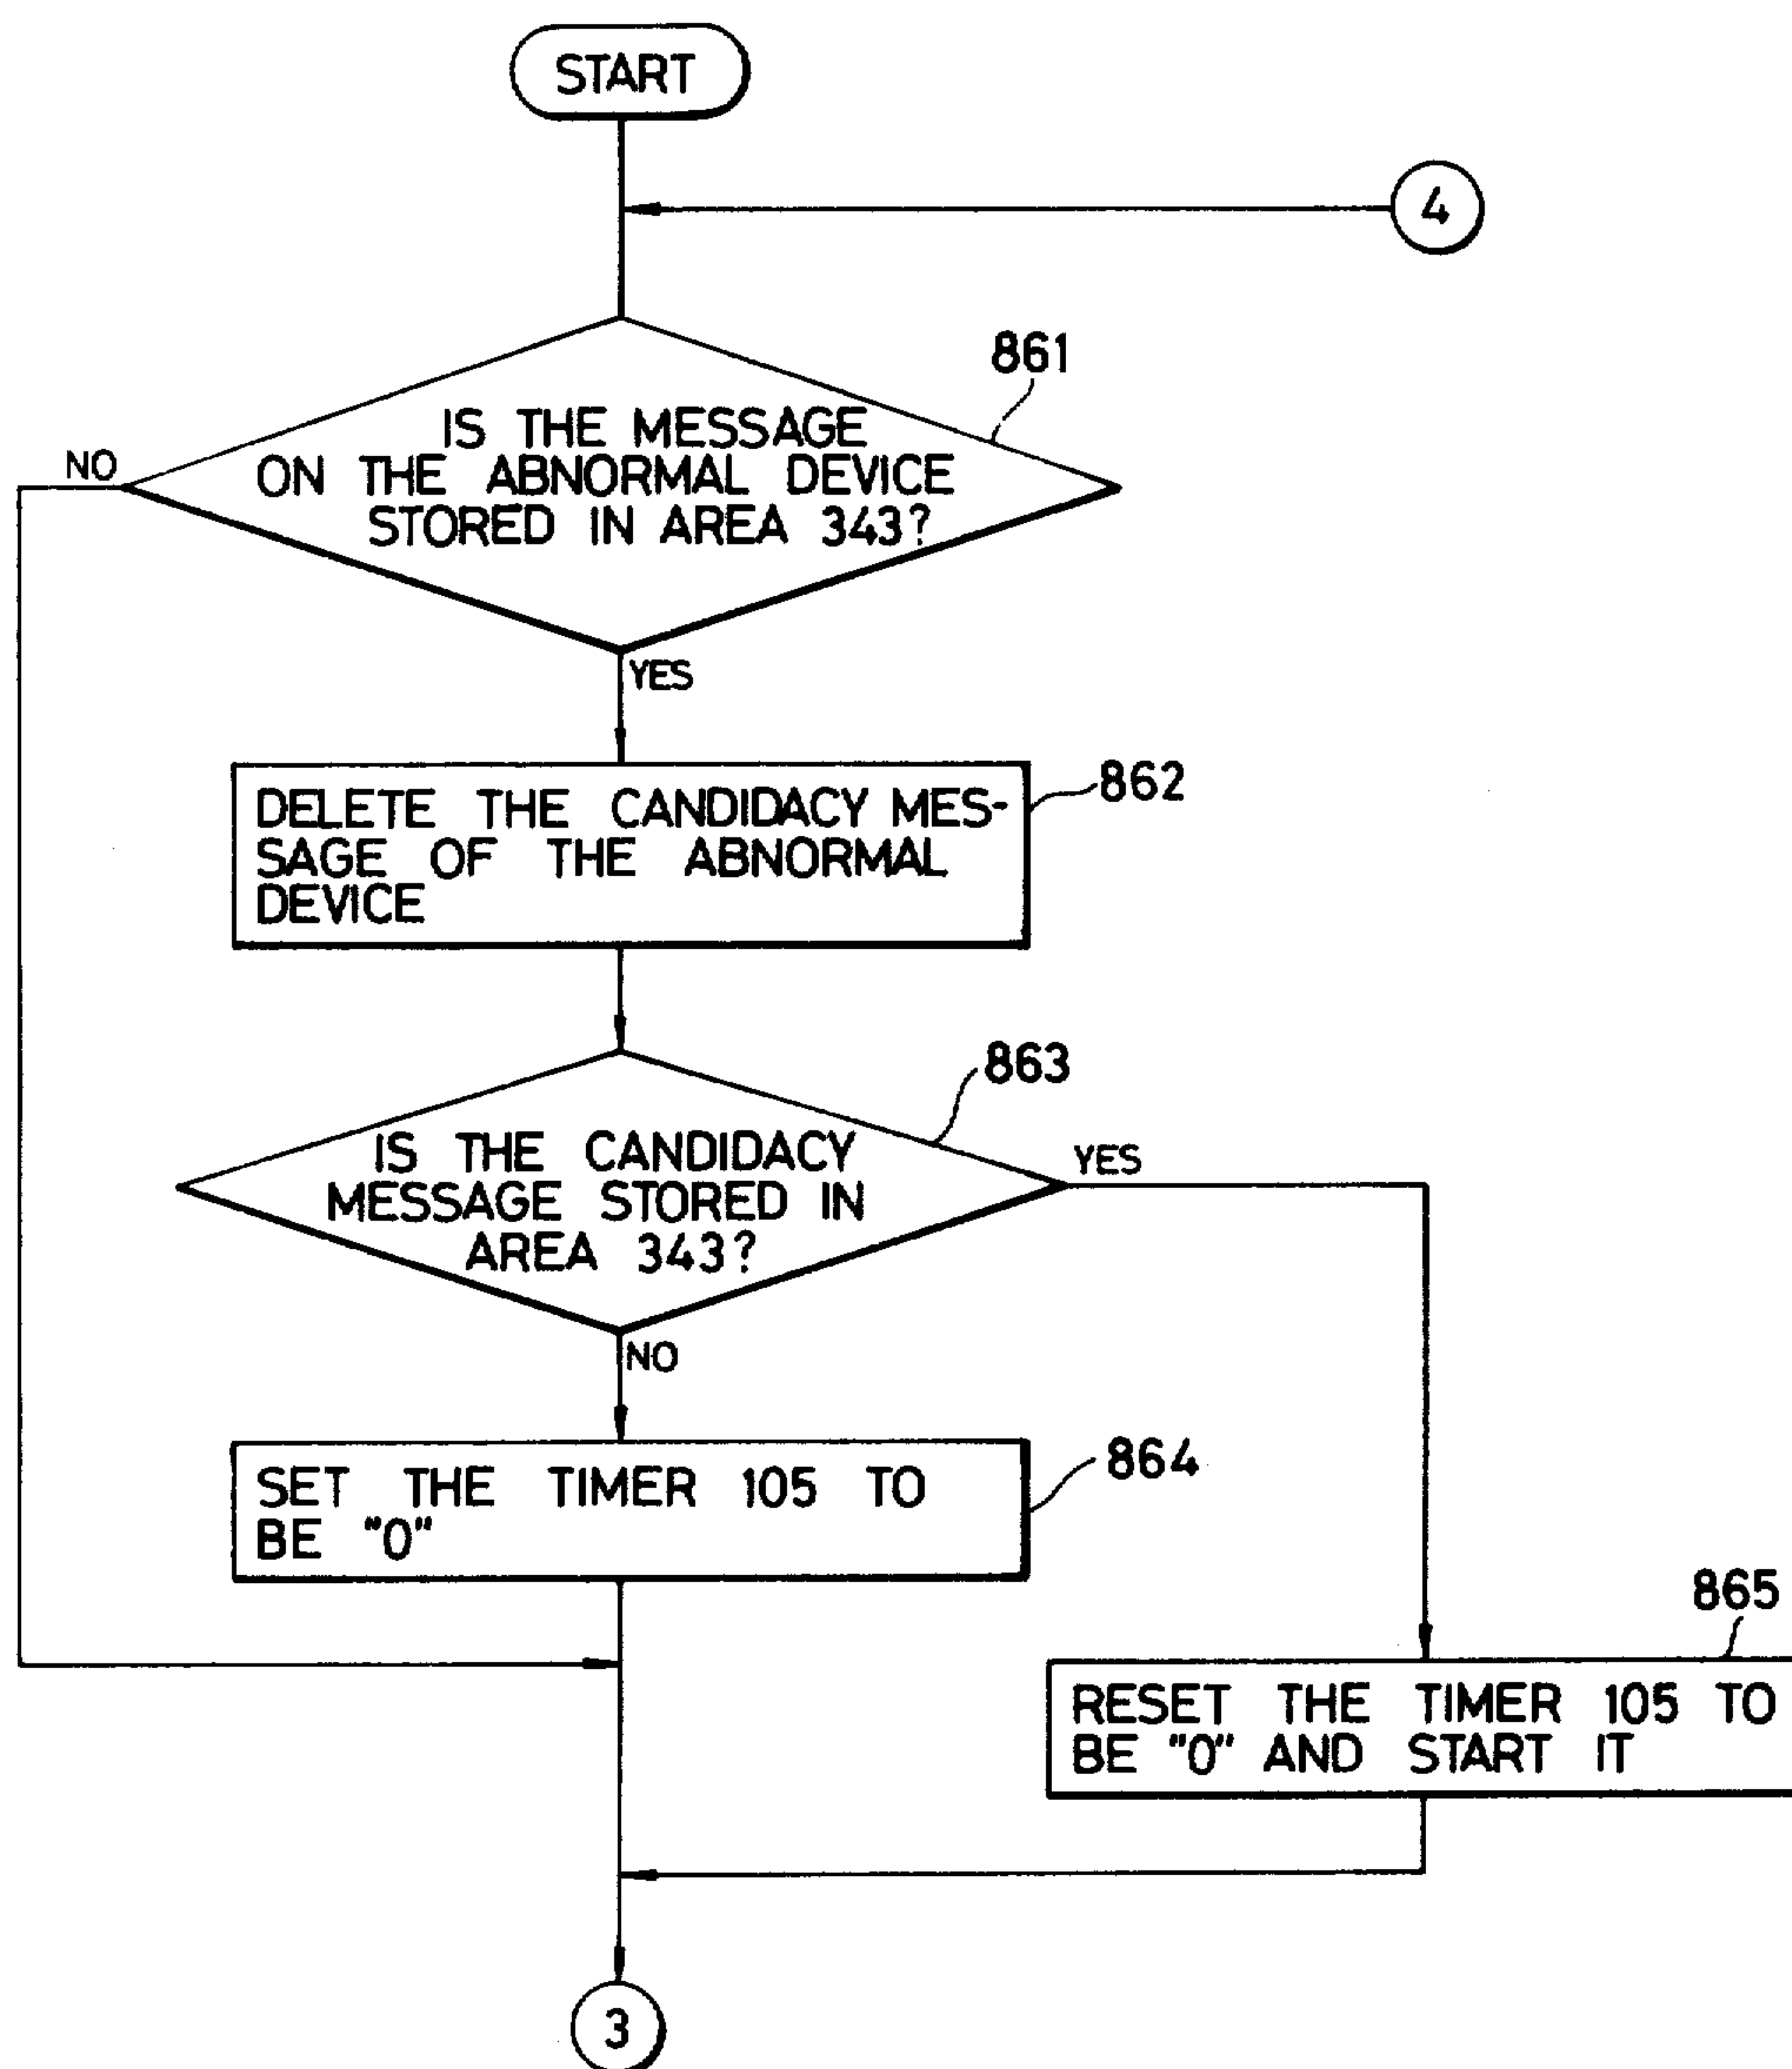 START
4
861
IS THE MESSAGE
ON THE ABNORMAL DEVICE
STORED IN AREA 343?
NO
YES
862
DELETE THE CANDIDACY MES-
SAGE OF THE ABNORMAL
DEVICE
863
IS THE CANDIDACY
MESSAGE STORED IN
AREA 343?
YES
NO
864
SET THE TIMER 105 TO
BE "0"
865
RESET THE TIMER 105 TO
BE "0" AND START IT
3